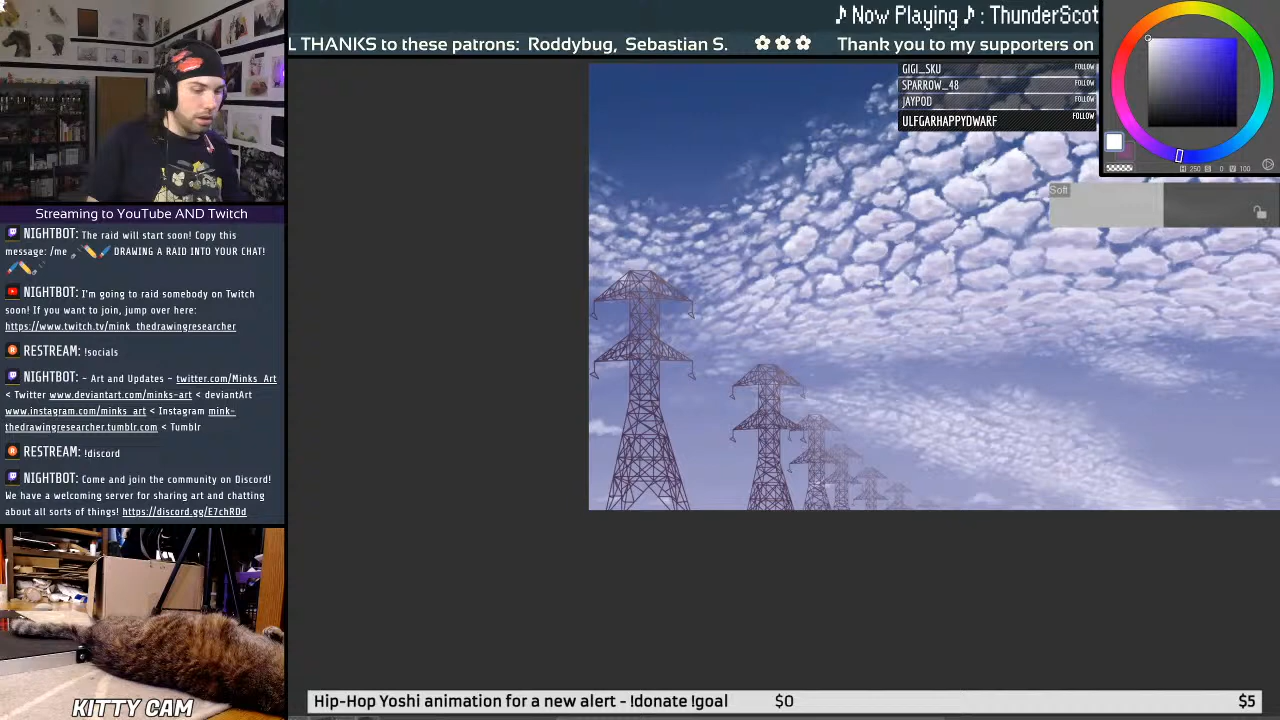 ♪ Now Playing ♪ : ThunderScot
L THANKS to these patrons: Roddybug, Sebastian S. ✿ ✿ ✿ Thank you to my supporters on
GIGI_SKU FOLLOW
SPARROW_48 FOLLOW
JAYPOD FOLLOW
ULFGARHAPPYDWARF FOLLOW
H 250 S 0 V 100
Soft
Streaming to YouTube AND Twitch
NIGHTBOT: The raid will start soon! Copy this
message: /me DRAWING A RAID INTO YOUR CHAT!
NIGHTBOT: I'm going to raid somebody on Twitch
soon! If you want to join, jump over here:
https://www.twitch.tv/mink_thedrawingresearcher
RESTREAM: !socials
NIGHTBOT: - Art and Updates - twitter.com/Minks_Art
< Twitter www.deviantart.com/minks-art < deviantArt
www.instagram.com/minks_art < Instagram mink-
thedrawingresearcher.tumblr.com < Tumblr
RESTREAM: !discord
NIGHTBOT: Come and join the community on Discord!
We have a welcoming server for sharing art and chatting
about all sorts of things! https://discord.gg/E7chRDd
KITTY CAM
Hip-Hop Yoshi animation for a new alert - !donate !goal $0 $5